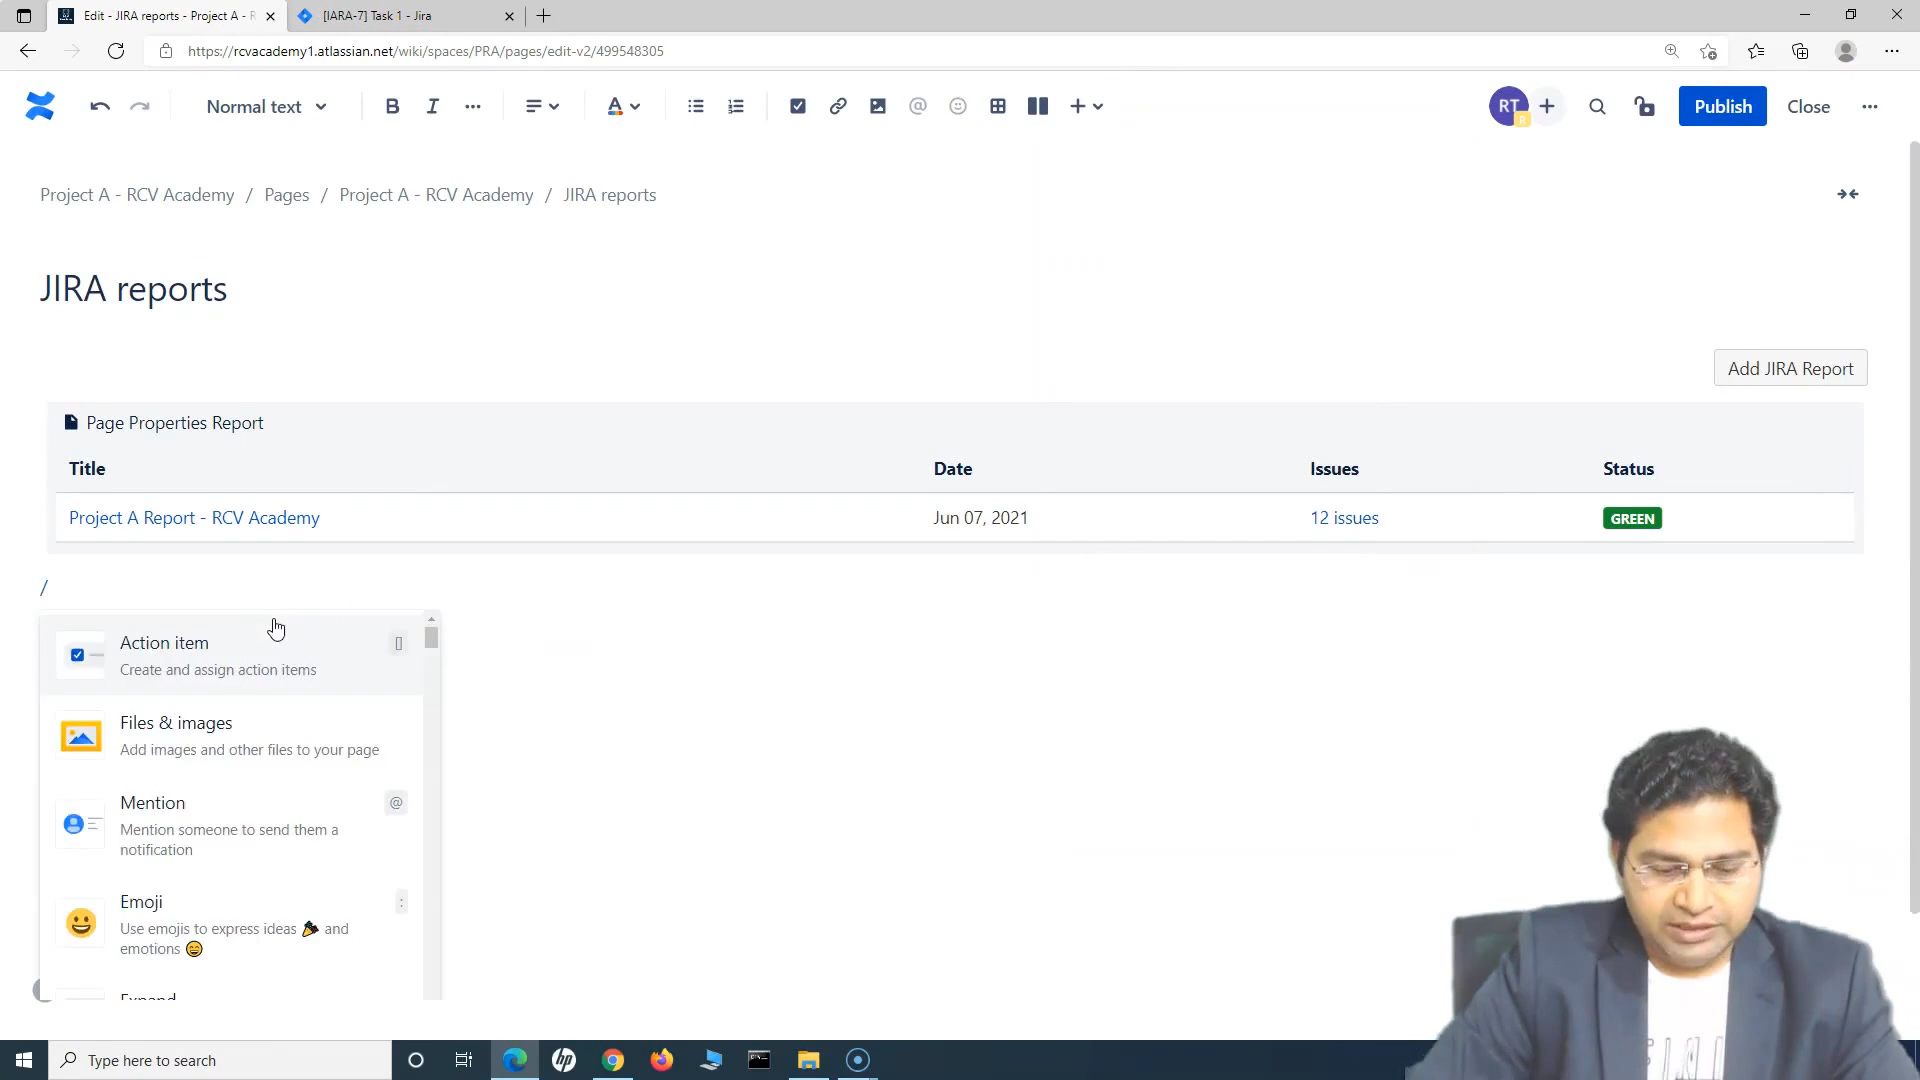 Edit - JIRA reports - Project A - R
[IARA-7] Task 1 - Jira
https://rcvacademy1.atlassian.net/wiki/spaces/PRA/pages/edit-v2/499548305
Normal text
B
I
A
@
RT
R
Publish
Close
Project A - RCV Academy / Pages / Project A - RCV Academy / JIRA reports
JIRA reports
Add JIRA Report
Page Properties Report
Title Date Issues Status
Project A Report - RCV Academy Jun 07, 2021 12 issues GREEN
/
Action item []
Create and assign action items
Files & images
Add images and other files to your page
Mention @
Mention someone to send them a
notification
Emoji :
Use emojis to express ideas 🎉 and
emotions 😄
Expand
Type here to search
hp